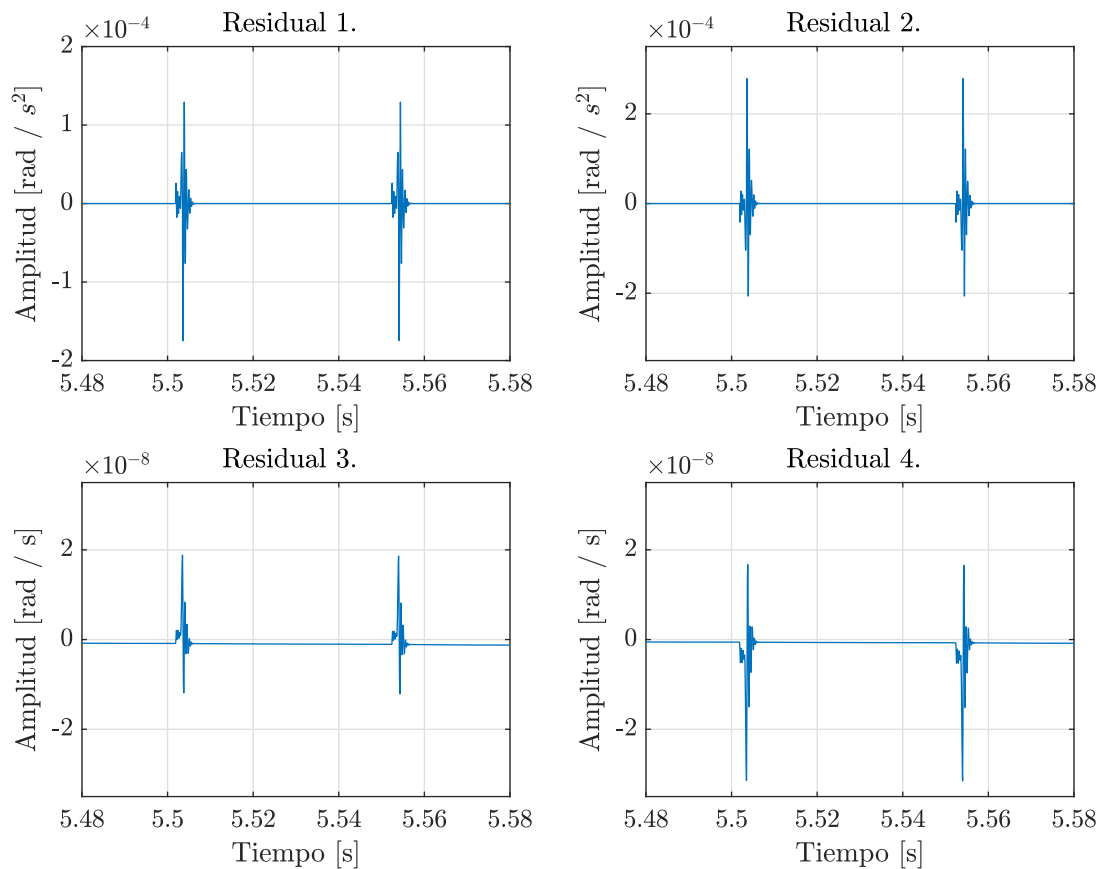 Residual 1.
×10⁻⁴
Amplitud [rad / s²]
2
1
0
-1
-2
5.48 5.5 5.52 5.54 5.56 5.58
Tiempo [s]
Residual 2.
×10⁻⁴
Amplitud [rad / s²]
2
0
-2
5.48 5.5 5.52 5.54 5.56 5.58
Tiempo [s]
Residual 3.
×10⁻⁸
Amplitud [rad / s]
2
0
-2
5.48 5.5 5.52 5.54 5.56 5.58
Tiempo [s]
Residual 4.
×10⁻⁸
Amplitud [rad / s]
2
0
-2
5.48 5.5 5.52 5.54 5.56 5.58
Tiempo [s]